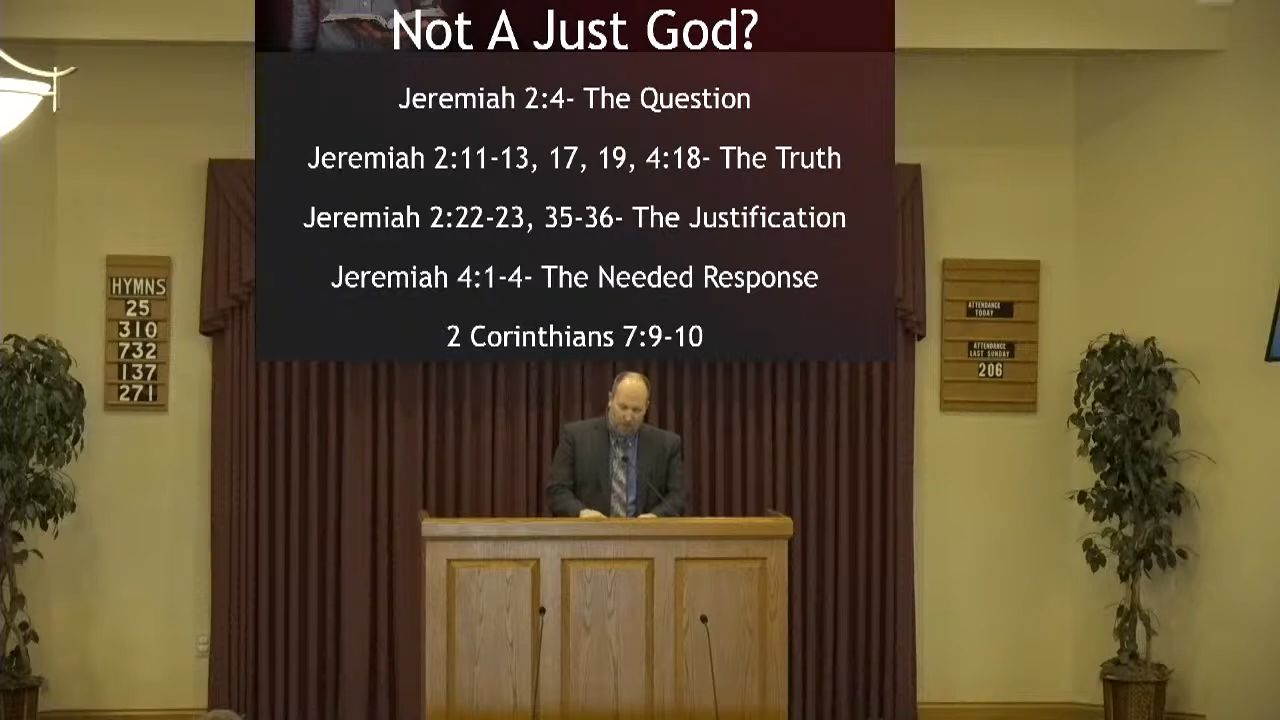 Not A Just God?
Jeremiah 2:4- The Question
Jeremiah 2:11-13, 17, 19, 4:18- The Truth
Jeremiah 2:22-23, 35-36- The Justification
Jeremiah 4:1-4- The Needed Response
2 Corinthians 7:9-10
HYMNS
25
310
732
137
271
ATTENDANCE
TODAY
ATTENDANCE
LAST SUNDAY
206